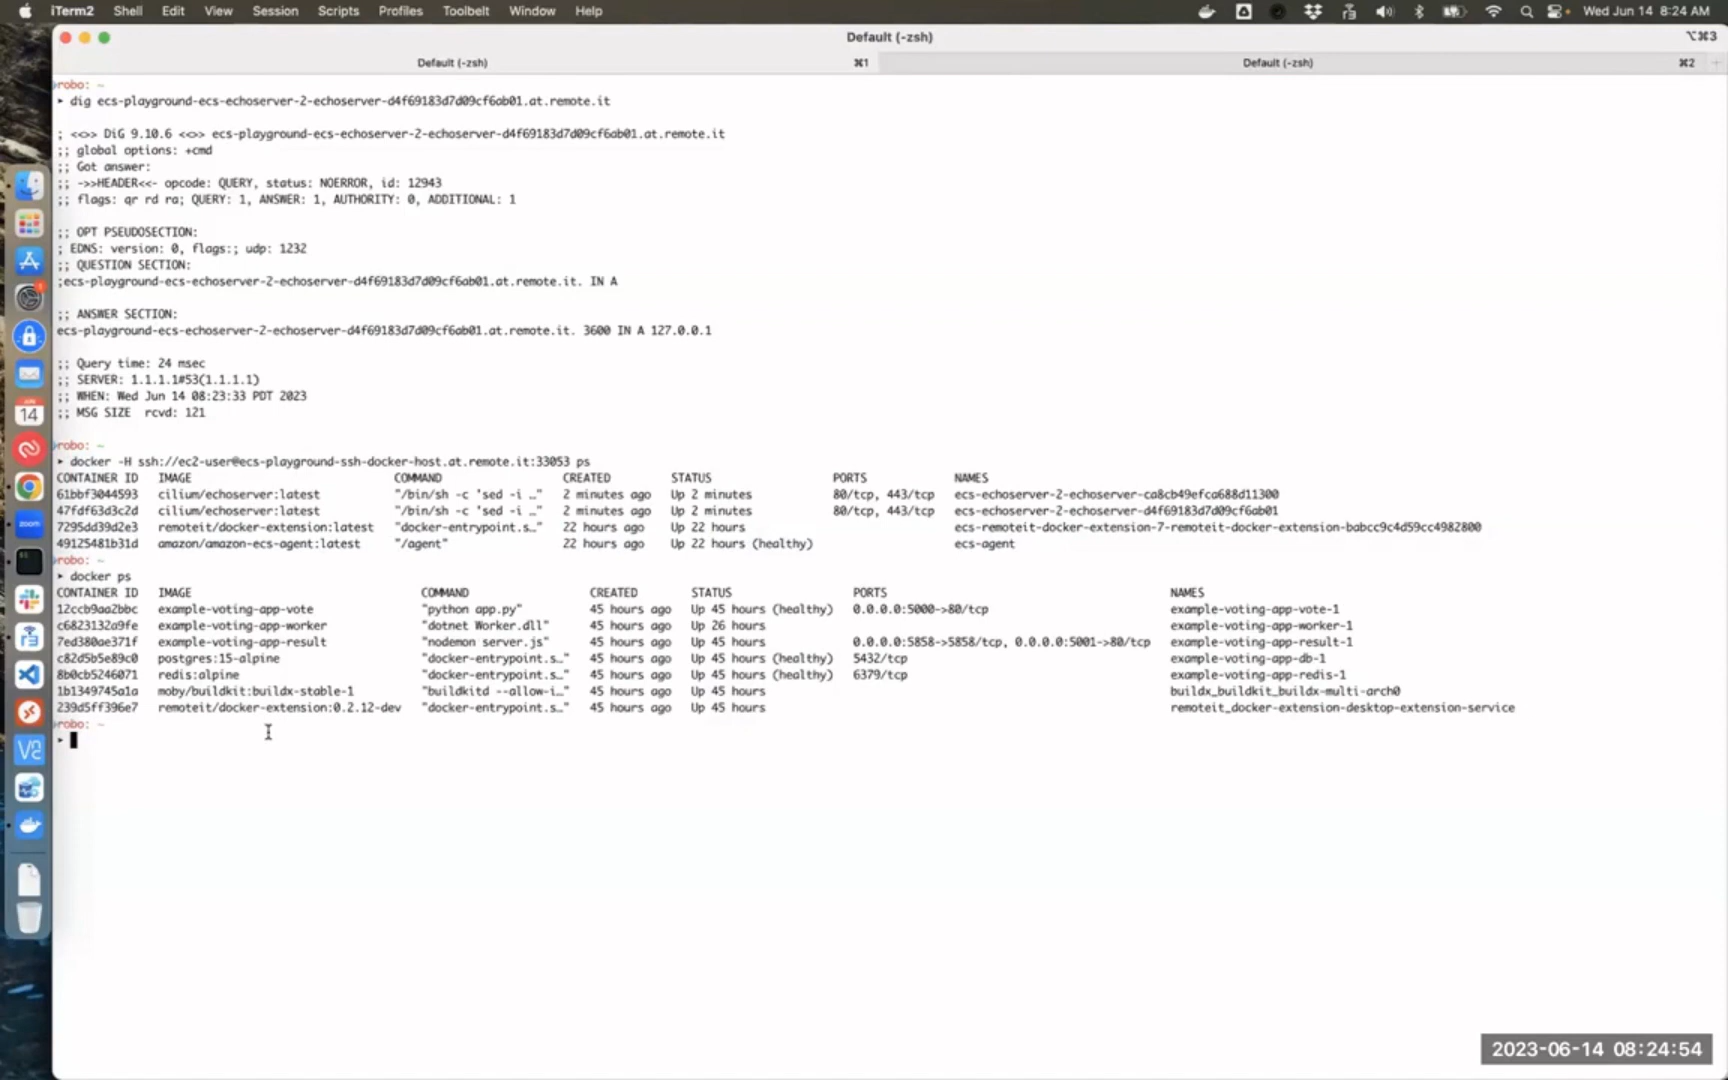 iTerm2 Shell Edit View Session Scripts Profiles Toolbelt Window Help Wed Jun 14 8:24 AM
Default (-zsh) ⌥⌘3
Default (-zsh) ⌘1 Default (-zsh) ⌘2
robo: ~
▸ dig ecs-playground-ecs-echoserver-2-echoserver-d4f69183d7d09cf6ab01.at.remote.it
; <<>> DiG 9.10.6 <<>> ecs-playground-ecs-echoserver-2-echoserver-d4f69183d7d09cf6ab01.at.remote.it
;; global options: +cmd
;; Got answer:
;; ->>HEADER<<- opcode: QUERY, status: NOERROR, id: 12943
;; flags: qr rd ra; QUERY: 1, ANSWER: 1, AUTHORITY: 0, ADDITIONAL: 1
;; OPT PSEUDOSECTION:
; EDNS: version: 0, flags:; udp: 1232
;; QUESTION SECTION:
;ecs-playground-ecs-echoserver-2-echoserver-d4f69183d7d09cf6ab01.at.remote.it. IN A
;; ANSWER SECTION:
ecs-playground-ecs-echoserver-2-echoserver-d4f69183d7d09cf6ab01.at.remote.it. 3600 IN A 127.0.0.1
;; Query time: 24 msec
;; SERVER: 1.1.1.1#53(1.1.1.1)
;; WHEN: Wed Jun 14 08:23:33 PDT 2023
;; MSG SIZE rcvd: 121
robo: ~
▸ docker -H ssh://ec2-user@ecs-playground-ssh-docker-host.at.remote.it:33053 ps
CONTAINER ID IMAGE COMMAND CREATED STATUS PORTS NAMES
61bbf3044593 cilium/echoserver:latest "/bin/sh -c 'sed -i …" 2 minutes ago Up 2 minutes 80/tcp, 443/tcp ecs-echoserver-2-echoserver-ca8cb49efca688d11300
47fdf63d3c2d cilium/echoserver:latest "/bin/sh -c 'sed -i …" 2 minutes ago Up 2 minutes 80/tcp, 443/tcp ecs-echoserver-2-echoserver-d4f69183d7d09cf6ab01
7295dd39d2e3 remoteit/docker-extension:latest "docker-entrypoint.s…" 22 hours ago Up 22 hours ecs-remoteit-docker-extension-7-remoteit-docker-extension-babcc9c4d59cc4982800
49125481b31d amazon/amazon-ecs-agent:latest "/agent" 22 hours ago Up 22 hours (healthy) ecs-agent
robo: ~
▸ docker ps
CONTAINER ID IMAGE COMMAND CREATED STATUS PORTS NAMES
12ccb9aa2bbc example-voting-app-vote "python app.py" 45 hours ago Up 45 hours (healthy) 0.0.0.0:5000->80/tcp example-voting-app-vote-1
c6823132a9fe example-voting-app-worker "dotnet Worker.dll" 45 hours ago Up 26 hours example-voting-app-worker-1
7ed380ae371f example-voting-app-result "nodemon server.js" 45 hours ago Up 45 hours 0.0.0.0:5858->5858/tcp, 0.0.0.0:5001->80/tcp example-voting-app-result-1
c82d5b5e89c0 postgres:15-alpine "docker-entrypoint.s…" 45 hours ago Up 45 hours (healthy) 5432/tcp example-voting-app-db-1
8b0cb5246071 redis:alpine "docker-entrypoint.s…" 45 hours ago Up 45 hours (healthy) 6379/tcp example-voting-app-redis-1
1b1349745a1a moby/buildkit:buildx-stable-1 "buildkitd --allow-i…" 45 hours ago Up 45 hours buildx_buildkit_buildx-multi-arch0
239d5ff396e7 remoteit/docker-extension:0.2.12-dev "docker-entrypoint.s…" 45 hours ago Up 45 hours remoteit_docker-extension-desktop-extension-service
robo: ~
▸
14
zoom
2023-06-14 08:24:54